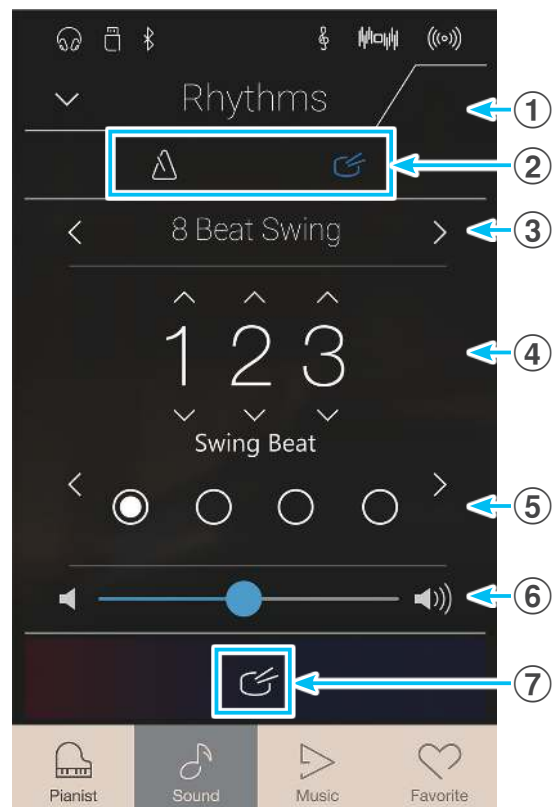 Rhythms
①
②
8 Beat Swing
③
1 2 3
④
Swing Beat
⑤
⑥
⑦
Pianist Sound Music Favorite